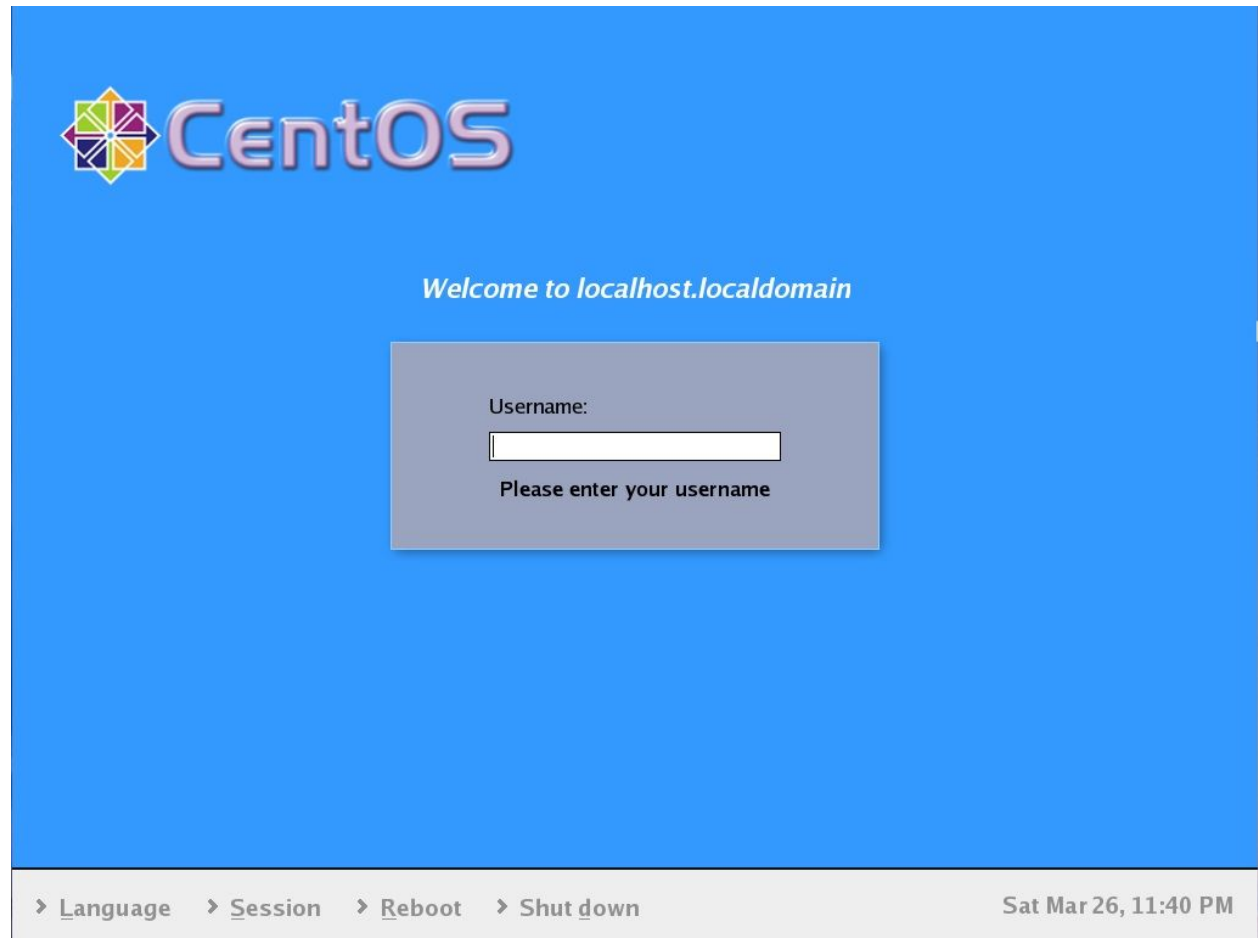 CentOS
Welcome to localhost.localdomain
Username:
Please enter your username
Language Session Reboot Shut down Sat Mar 26, 11:40 PM